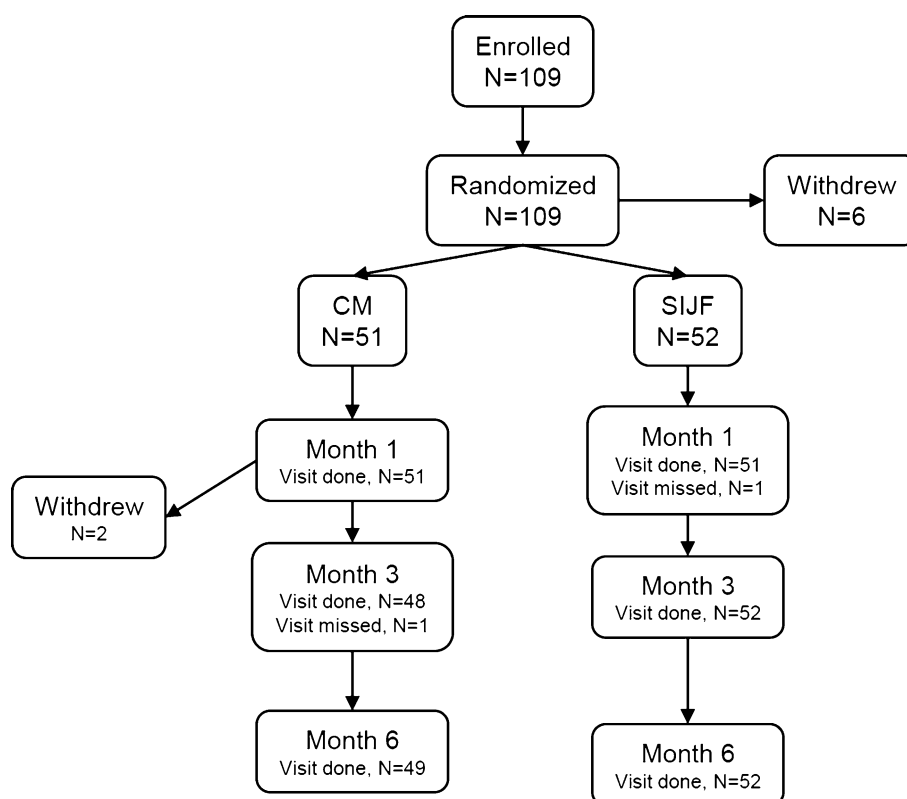 Enrolled
N=109
Randomized
N=109
Withdrew
N=6
CM
N=51
SIJF
N=52
Month 1
Visit done, N=51
Month 1
Visit done, N=51
Visit missed, N=1
Withdrew
N=2
Month 3
Visit done, N=48
Visit missed, N=1
Month 3
Visit done, N=52
Month 6
Visit done, N=49
Month 6
Visit done, N=52